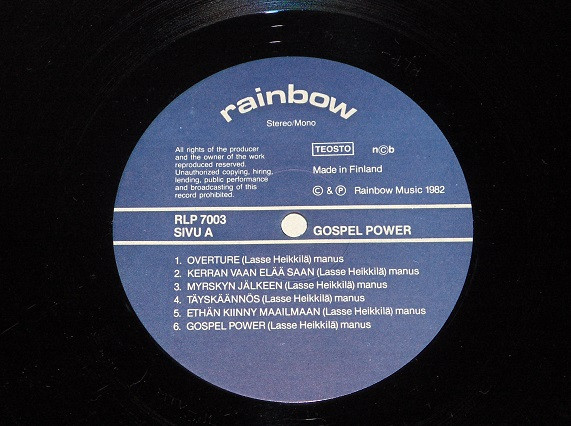 rainbow
Stereo/Mono
All rights of the producer
and the owner of the work
reproduced reserved.
Unauthorized copying, hiring,
lending, public performance
and broadcasting of this
record prohibited.
TEOSTO n©b
Made in Finland
© & ℗ Rainbow Music 1982
RLP 7003
SIVU A GOSPEL POWER
1. OVERTURE (Lasse Heikkilä) manus
2. KERRAN VAAN ELÄÄ SAAN (Lasse Heikkilä) manus
3. MYRSKYN JÄLKEEN (Lasse Heikkilä) manus
4. TÄYSKÄÄNNÖS (Lasse Heikkilä) manus
5. ETHÄN KIINNY MAAILMAAN (Lasse Heikkilä) manus
6. GOSPEL POWER (Lasse Heikkilä) manus